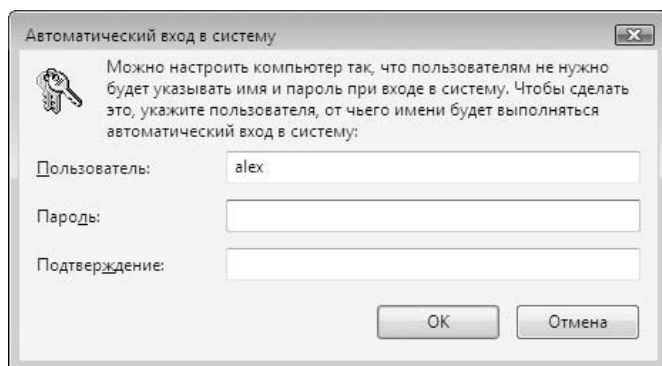 Автоматический вход в систему
Можно настроить компьютер так, что пользователям не нужно
будет указывать имя и пароль при входе в систему. Чтобы сделать
это, укажите пользователя, от чьего имени будет выполняться
автоматический вход в систему:
Пользователь:
alex
Пароль:
Подтверждение:
ОК
Отмена